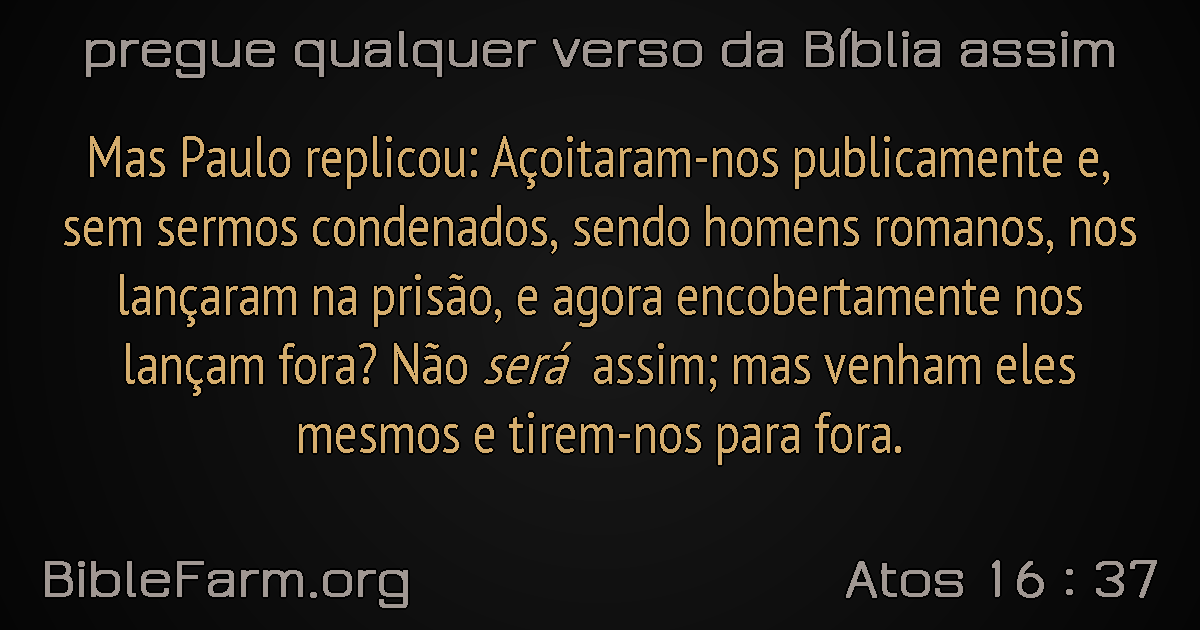 pregue qualquer verso da Bíblia assim
Mas Paulo replicou: Açoitaram-nos publicamente e,
sem sermos condenados, sendo homens romanos, nos
lançaram na prisão, e agora encobertamente nos
lançam fora? Não será assim; mas venham eles
mesmos e tirem-nos para fora.
BibleFarm.org
Atos 16 : 37